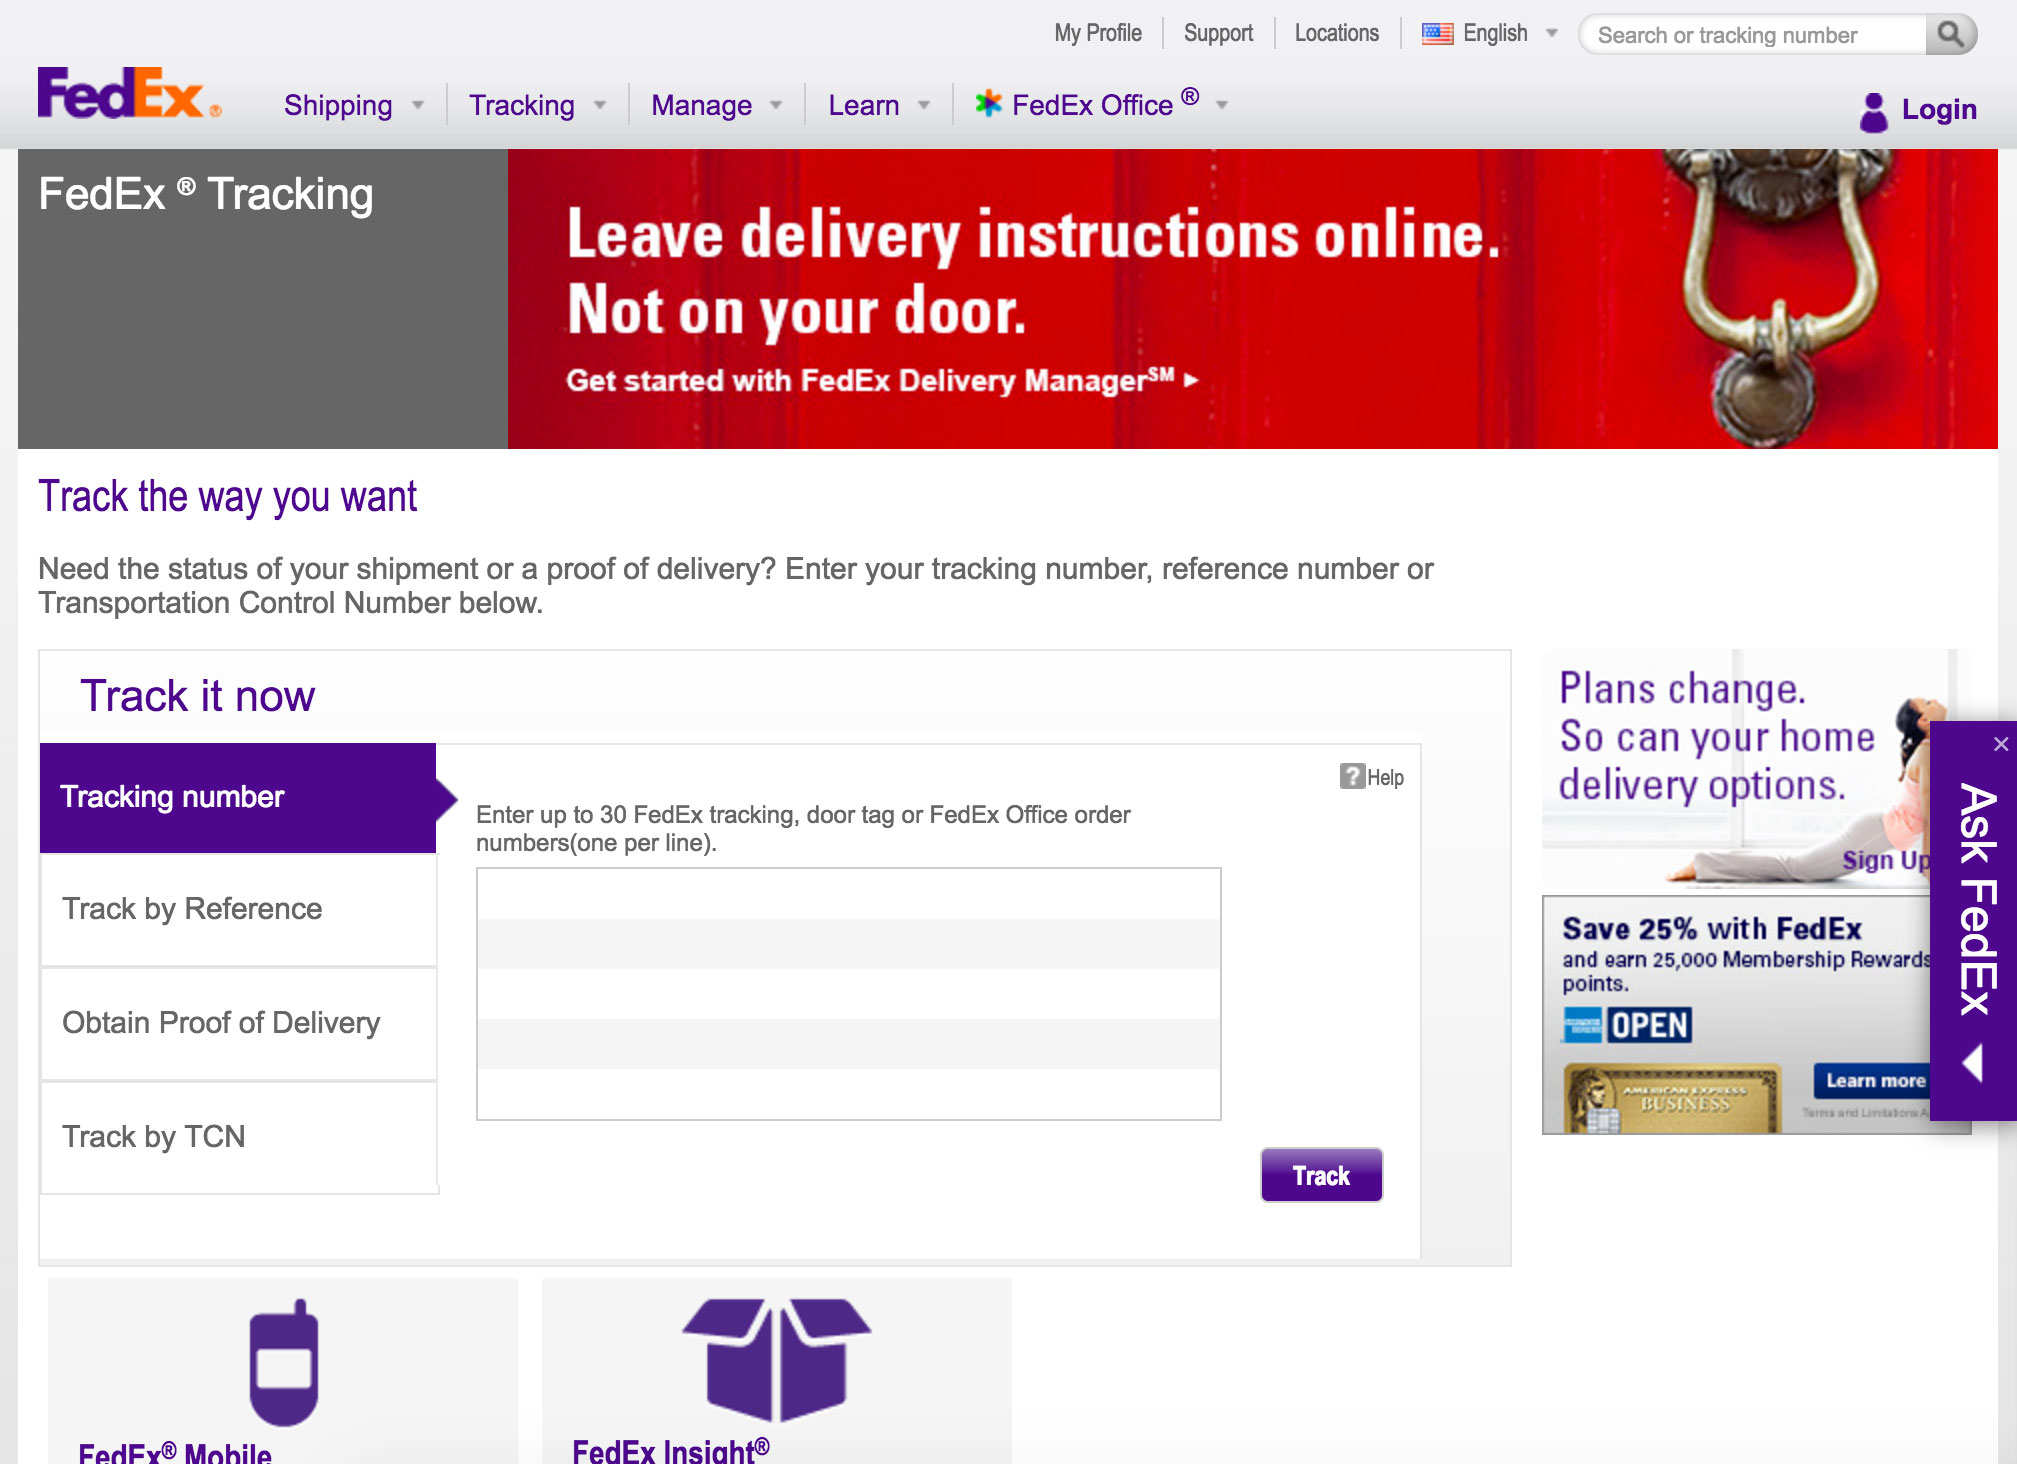 My Profile
Support
Locations
English
Search or tracking number
FedEx®
Shipping
Tracking
Manage
Learn
FedEx Office ®
Login
FedEx ® Tracking
Leave delivery instructions online.
Not on your door.
Get started with FedEx Delivery Manager℠
Track the way you want
Need the status of your shipment or a proof of delivery? Enter your tracking number, reference number or
Transportation Control Number below.
Track it now
Tracking number
Track by Reference
Obtain Proof of Delivery
Track by TCN
? Help
Enter up to 30 FedEx tracking, door tag or FedEx Office order
numbers(one per line).
Track
Plans change.
So can your home
delivery options.
Sign Up
Save 25% with FedEx
and earn 25,000 Membership Rewards
points.
OPEN
AMERICAN EXPRESS
BUSINESS
Learn more
Terms and Limitations
×
Ask FedEx
FedEx® Mobile
FedEx Insight®